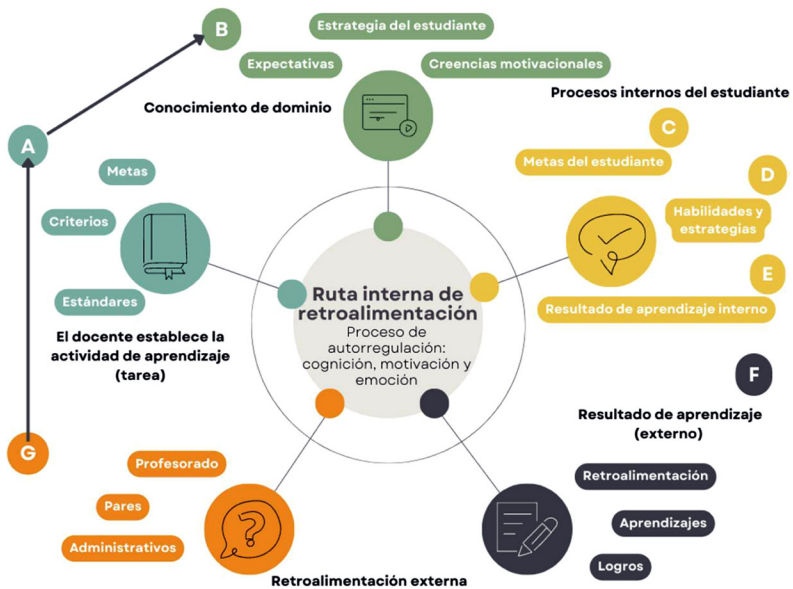 B
Estrategia del estudiante
Expectativas
Creencias motivacionales
Conocimiento de dominio
Procesos internos del estudiante
A
C
Metas
Metas del estudiante
D
Criterios
Habilidades y
estrategias
E
Estándares
Resultado de aprendizaje interno
El docente establece la
actividad de aprendizaje
(tarea)
Ruta interna de
retroalimentación
Proceso de
autorregulación:
cognición, motivación y
emoción
F
Resultado de aprendizaje
(externo)
G
Profesorado
Pares
Administrativos
Retroalimentación externa
Retroalimentación
Aprendizajes
Logros